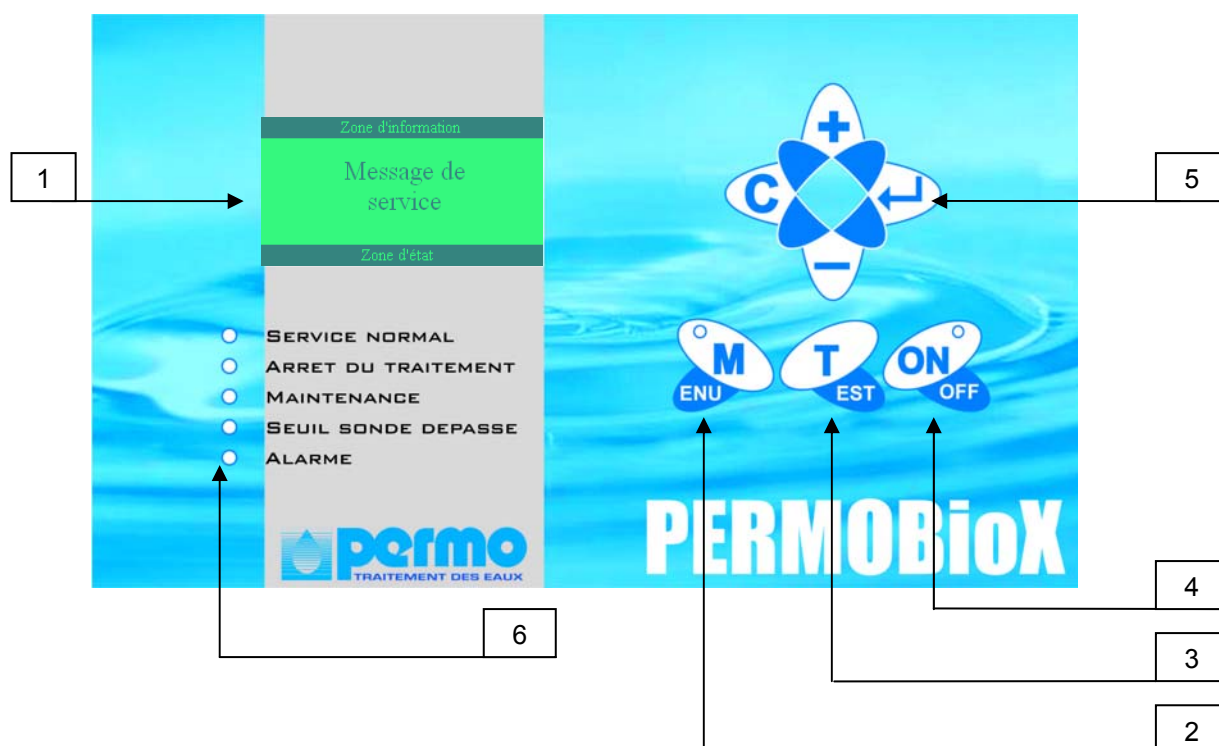 Zone d'information
Message de
service
Zone d'état
1
5
+
C
−
M
ENU
T
EST
ON
OFF
SERVICE NORMAL
ARRET DU TRAITEMENT
MAINTENANCE
SEUIL SONDE DEPASSE
ALARME
permo
TRAITEMENT DES EAUX
PERMOBioX
4
6
3
2